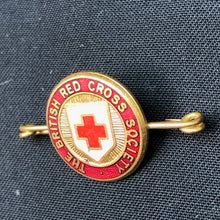 THE BRITISH RED CROSS SOCIETY